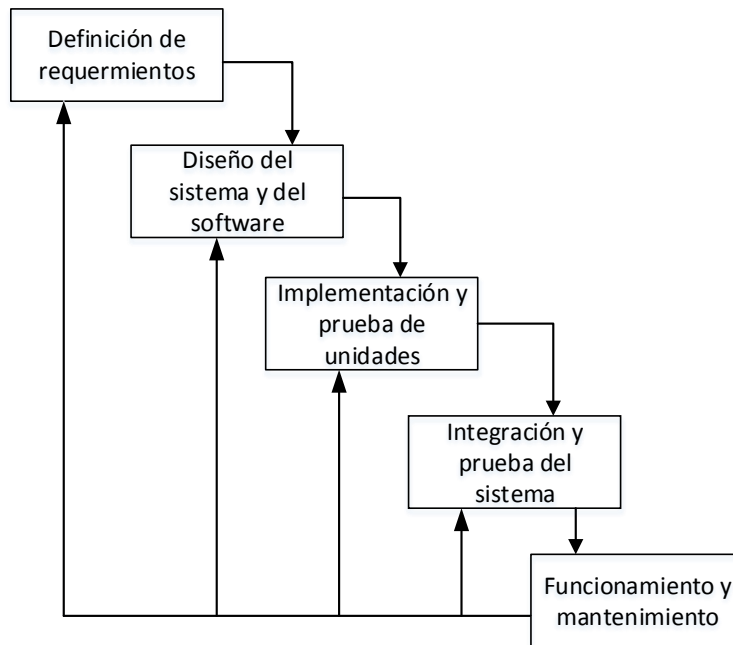 Definición de
requermientos
Diseño del
sistema y del
software
Implementación y
prueba de
unidades
Integración y
prueba del
sistema
Funcionamiento y
mantenimiento